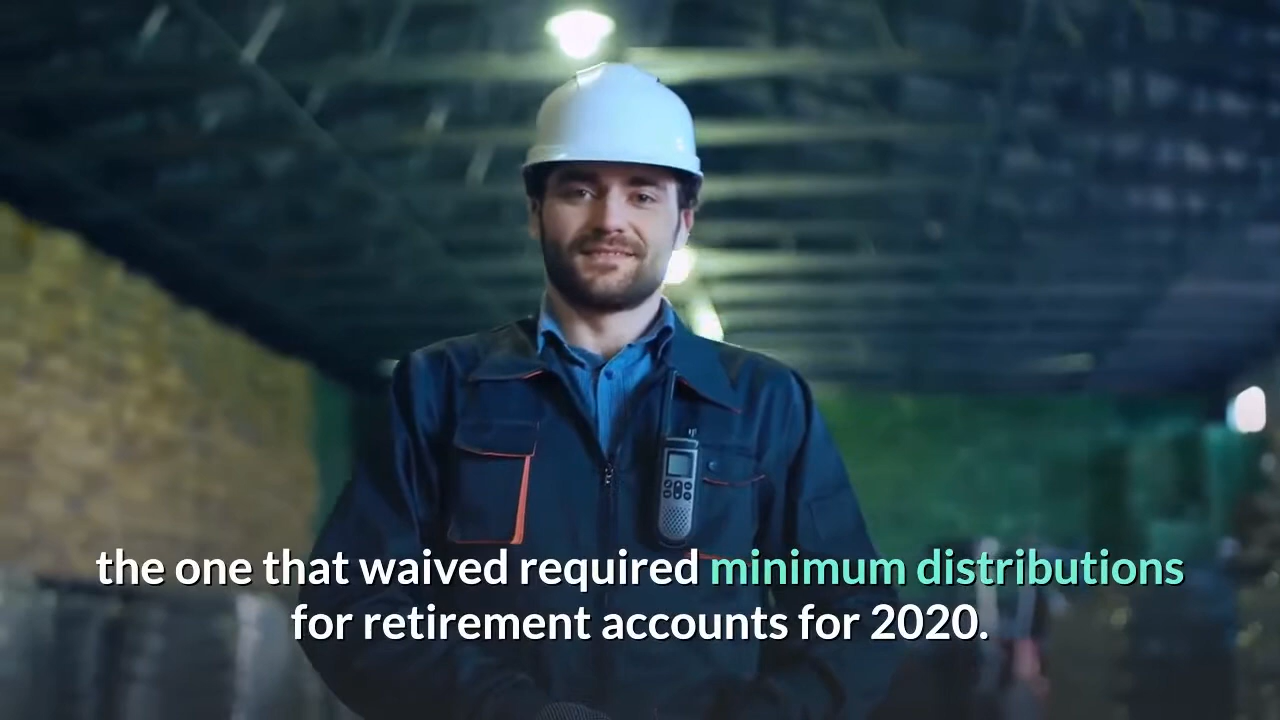 the one that waived required minimum distributions
for retirement accounts for 2020.